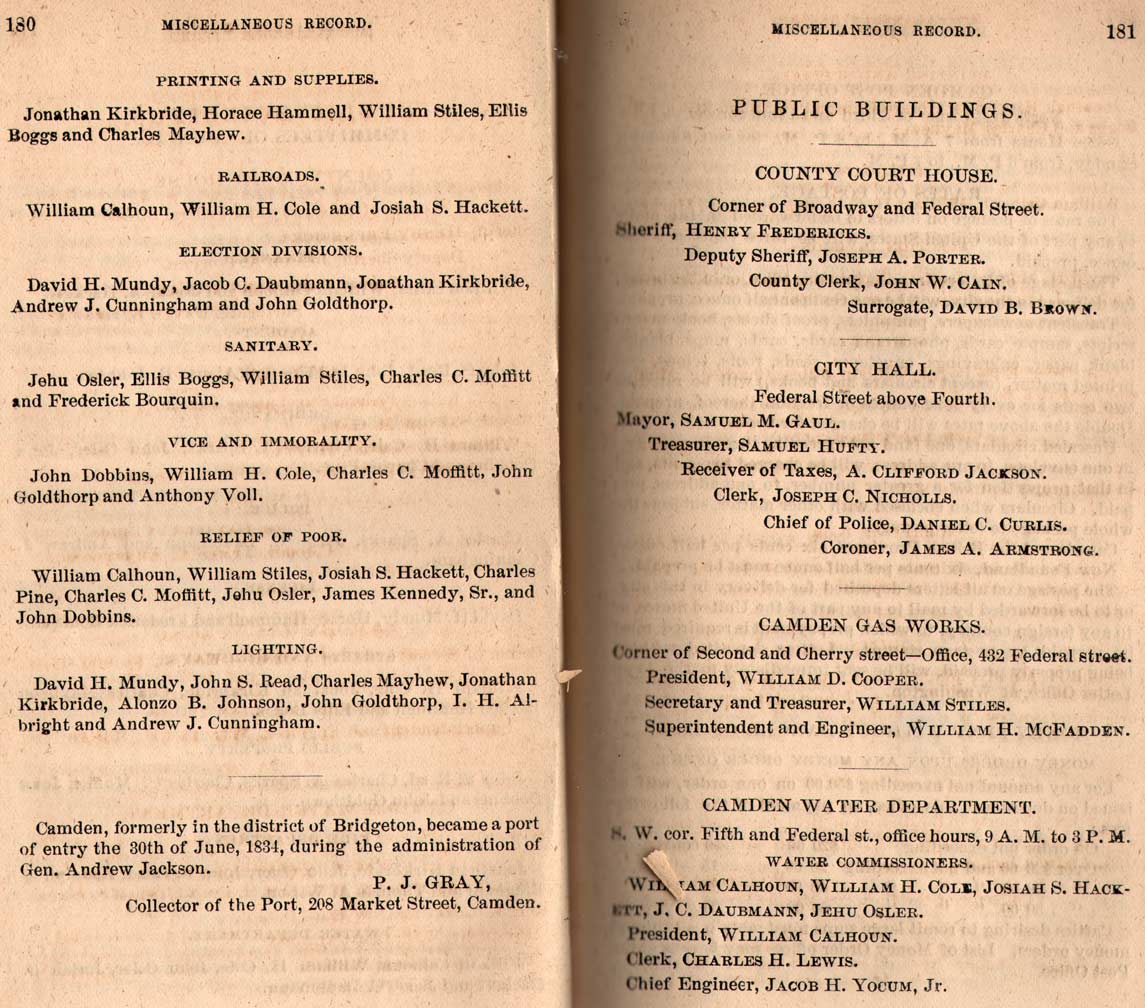 180 MISCELLANEOUS RECORD.
PRINTING AND SUPPLIES.
Jonathan Kirkbride, Horace Hammell, William Stiles, Ellis
Boggs and Charles Mayhew.
RAILROADS.
William Calhoun, William H. Cole and Josiah S. Hackett.
ELECTION DIVISIONS.
David H. Mundy, Jacob C. Daubmann, Jonathan Kirkbride,
Andrew J. Cunningham and John Goldthorp.
SANITARY.
Jehu Osler, Ellis Boggs, William Stiles, Charles C. Moffitt
and Frederick Bourquin.
VICE AND IMMORALITY.
John Dobbins, William H. Cole, Charles C. Moffitt, John
Goldthorp and Anthony Voll.
RELIEF OF POOR.
William Calhoun, William Stiles, Josiah S. Hackett, Charles
Pine, Charles C. Moffitt, Jehu Osler, James Kennedy, Sr., and
John Dobbins.
LIGHTING.
David H. Mundy, John S. Read, Charles Mayhew, Jonathan
Kirkbride, Alonzo B. Johnson, John Goldthorp, I. H. Al-
bright and Andrew J. Cunningham.
Camden, formerly in the district of Bridgeton, became a port
of entry the 30th of June, 1834, during the administration of
Gen. Andrew Jackson.
P. J. GRAY,
Collector of the Port, 208 Market Street, Camden.
MISCELLANEOUS RECORD. 181
PUBLIC BUILDINGS.
COUNTY COURT HOUSE.
Corner of Broadway and Federal Street.
Sheriff, HENRY FREDERICKS.
Deputy Sheriff, JOSEPH A. PORTER.
County Clerk, JOHN W. CAIN.
Surrogate, DAVID B. BROWN.
CITY HALL.
Federal Street above Fourth.
Mayor, SAMUEL M. GAUL.
Treasurer, SAMUEL HUFTY.
Receiver of Taxes, A. CLIFFORD JACKSON.
Clerk, JOSEPH C. NICHOLLS.
Chief of Police, DANIEL C. CURLIS.
Coroner, JAMES A. ARMSTRONG.
CAMDEN GAS WORKS.
Corner of Second and Cherry street—Office, 432 Federal street.
President, WILLIAM D. COOPER.
Secretary and Treasurer, WILLIAM STILES.
Superintendent and Engineer, WILLIAM H. MCFADDEN.
CAMDEN WATER DEPARTMENT.
S. W. cor. Fifth and Federal st., office hours, 9 A. M. to 3 P. M.
WATER COMMISSIONERS.
WILLIAM CALHOUN, WILLIAM H. COLE, JOSIAH S. HACK-
ETT, J. C. DAUBMANN, JEHU OSLER.
President, WILLIAM CALHOUN.
Clerk, CHARLES H. LEWIS.
Chief Engineer, JACOB H. YOCUM, Jr.